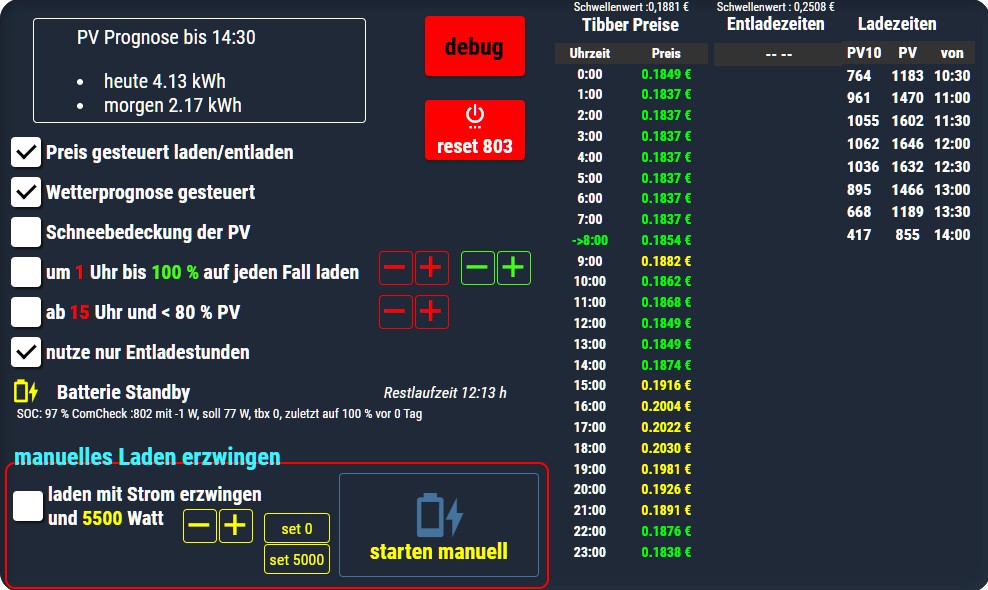 PV Prognose bis 14:30
• heute 4.13 kWh
• morgen 2.17 kWh
debug
reset 803
Preis gesteuert laden/entladen
Wetterprognose gesteuert
Schneebedeckung der PV
um 1 Uhr bis 100 % auf jeden Fall laden
ab 15 Uhr und < 80 % PV
nutze nur Entladestunden
Batterie Standby
Restlaufzeit 12:13 h
SOC: 97 % ComCheck :802 mit -1 W, soll 77 W, tbx 0, zuletzt auf 100 % vor 0 Tag
manuelles Laden erzwingen
laden mit Strom erzwingen
und 5500 Watt
set 0
set 5000
starten manuell
Schwellenwert :0,1881 €
Tibber Preise
Uhrzeit Preis
0:00 0.1849 €
1:00 0.1837 €
2:00 0.1837 €
3:00 0.1837 €
4:00 0.1837 €
5:00 0.1837 €
6:00 0.1837 €
7:00 0.1837 €
->8:00 0.1854 €
9:00 0.1882 €
10:00 0.1862 €
11:00 0.1868 €
12:00 0.1849 €
13:00 0.1849 €
14:00 0.1874 €
15:00 0.1916 €
16:00 0.2004 €
17:00 0.2022 €
18:00 0.2030 €
19:00 0.1981 €
20:00 0.1926 €
21:00 0.1891 €
22:00 0.1876 €
23:00 0.1838 €
Schwellenwert : 0,2508 €
Entladezeiten
-- --
Ladezeiten
PV10 PV von
764 1183 10:30
961 1470 11:00
1055 1602 11:30
1062 1646 12:00
1036 1632 12:30
895 1466 13:00
668 1189 13:30
417 855 14:00